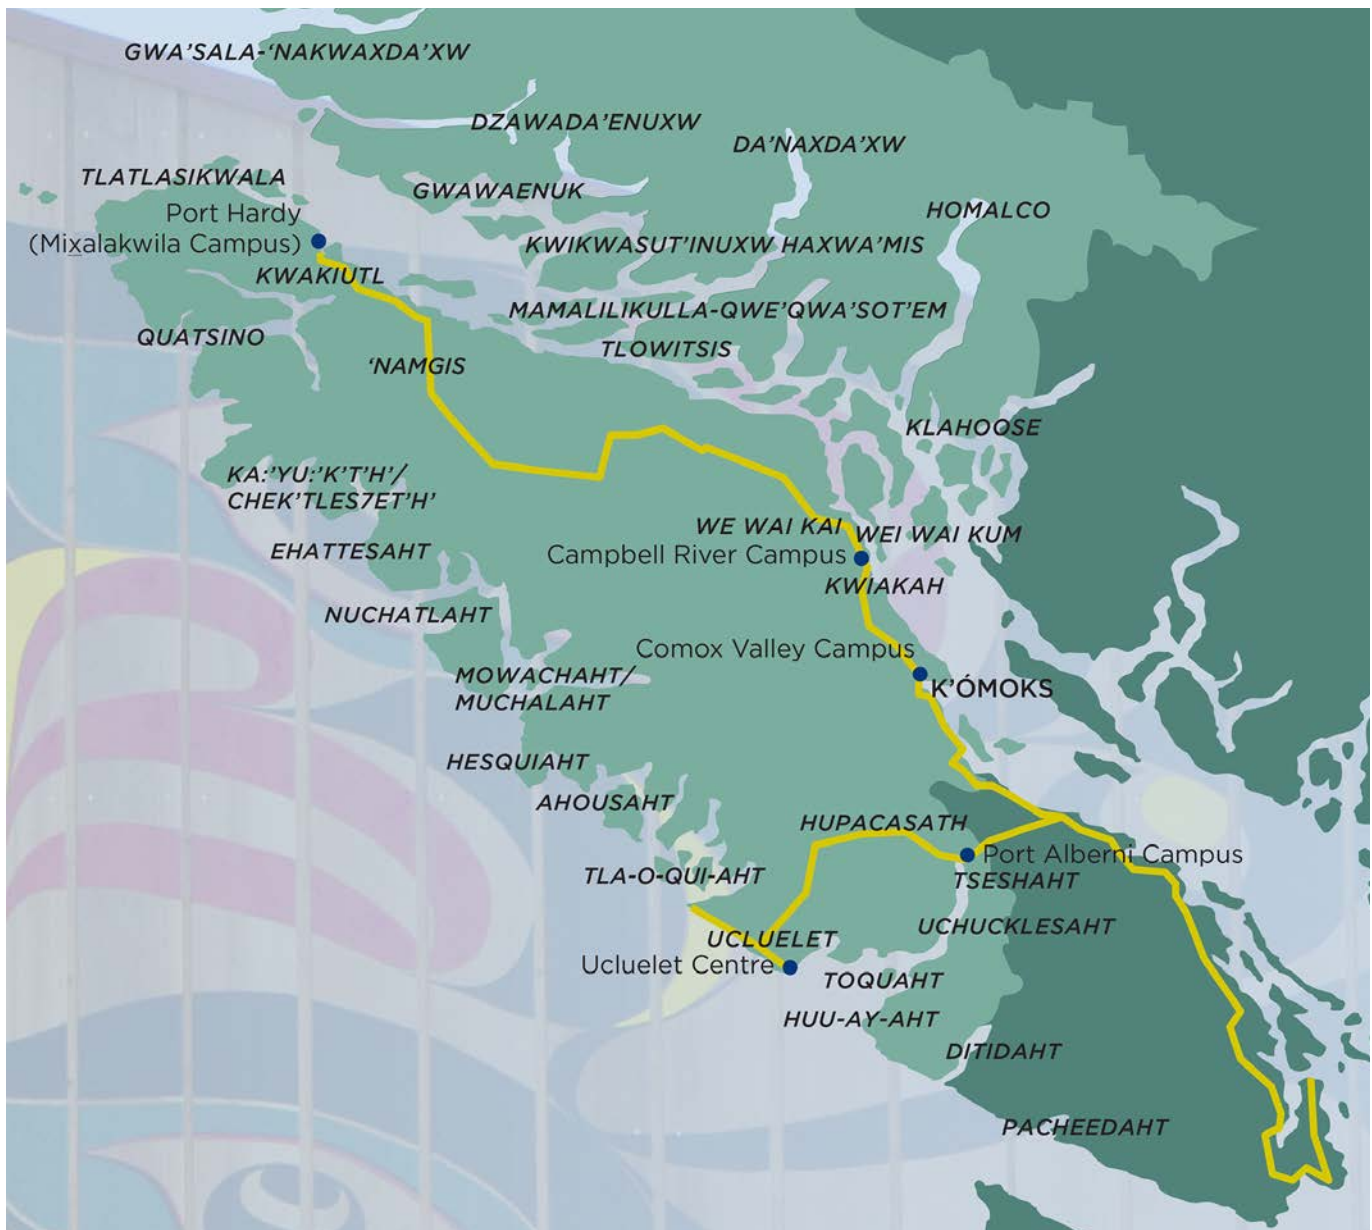 GWA’SALA-‘NAKWAXDA’XW
DZAWADA’ENUXW
DA’NAXDA’XW
TLATLASIKWALA
GWAWAENUK
Port Hardy
(Mix̲alakwila Campus)
HOMALCO
KWIKWASUT’INUXW HAXWA’MIS
KWAKIUTL
MAMALILIKULLA-QWE’QWA’SOT’EM
QUATSINO
TLOWITSIS
‘NAMGIS
KLAHOOSE
KA:’YU:’K’T’H’/
CHEK’TLES7ET’H’
WE WAI KAI
WEI WAI KUM
EHATTESAHT
Campbell River Campus
KWIAKAH
NUCHATLAHT
Comox Valley Campus
MOWACHAHT/
MUCHALAHT
K’ÓMOKS
HESQUIAHT
AHOUSAHT
HUPACASATH
Port Alberni Campus
TLA-O-QUI-AHT
TSESHAHT
UCHUCKLESAHT
UCLUELET
Ucluelet Centre
TOQUAHT
HUU-AY-AHT
DITIDAHT
PACHEEDAHT